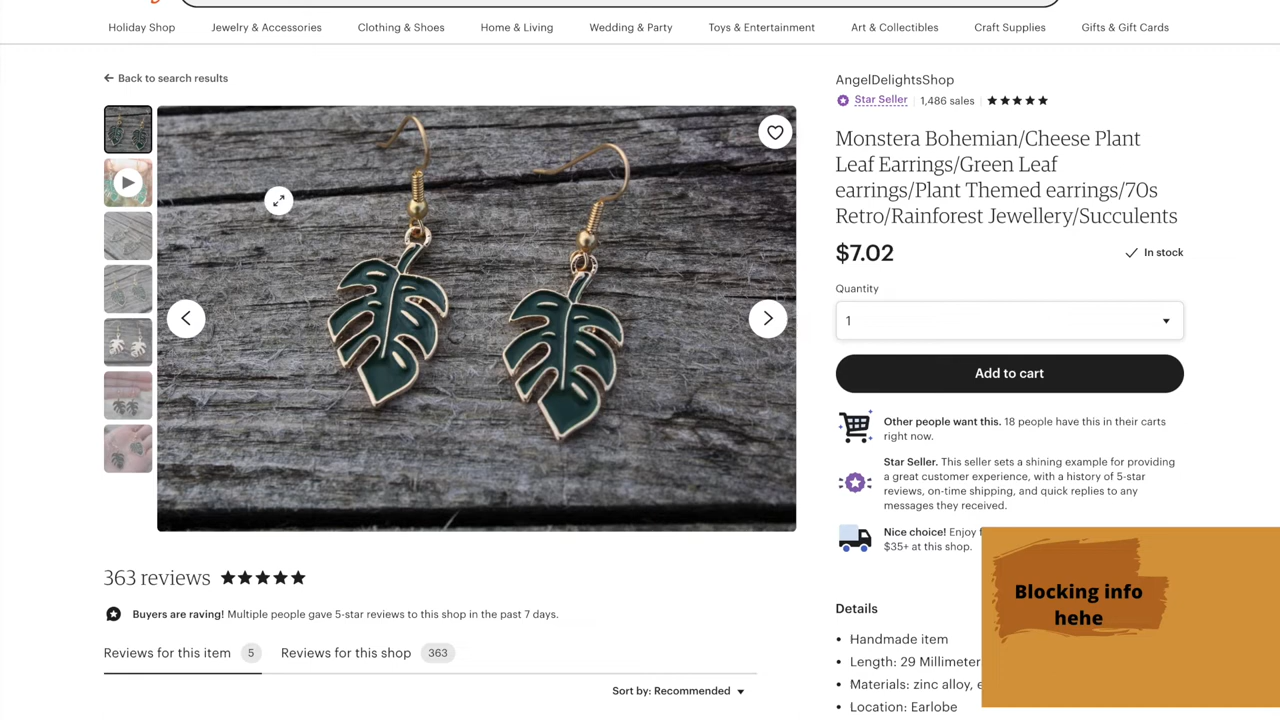 Holiday Shop Jewelry & Accessories Clothing & Shoes Home & Living Wedding & Party Toys & Entertainment Art & Collectibles Craft Supplies Gifts & Gift Cards
Back to search results
AngelDelightsShop
Star Seller 1,486 sales
Monstera Bohemian/Cheese Plant
Leaf Earrings/Green Leaf
earrings/Plant Themed earrings/70s
Retro/Rainforest Jewellery/Succulents
$7.02 In stock
Quantity
1
Add to cart
Other people want this. 18 people have this in their carts
right now.
Star Seller. This seller sets a shining example for providing
a great customer experience, with a history of 5-star
reviews, on-time shipping, and quick replies to any
messages they received.
Nice choice! Enjoy
$35+ at this shop.
Blocking info
hehe
Details
Handmade item
Length: 29 Millimeter
Materials: zinc alloy,
Location: Earlobe
363 reviews
Buyers are raving! Multiple people gave 5-star reviews to this shop in the past 7 days.
Reviews for this item 5 Reviews for this shop 363
Sort by: Recommended